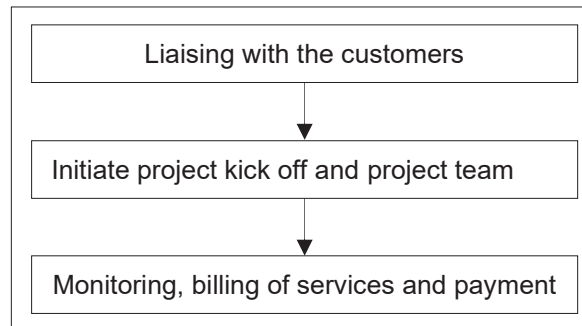 Liaising with the customers
Initiate project kick off and project team
Monitoring, billing of services and payment